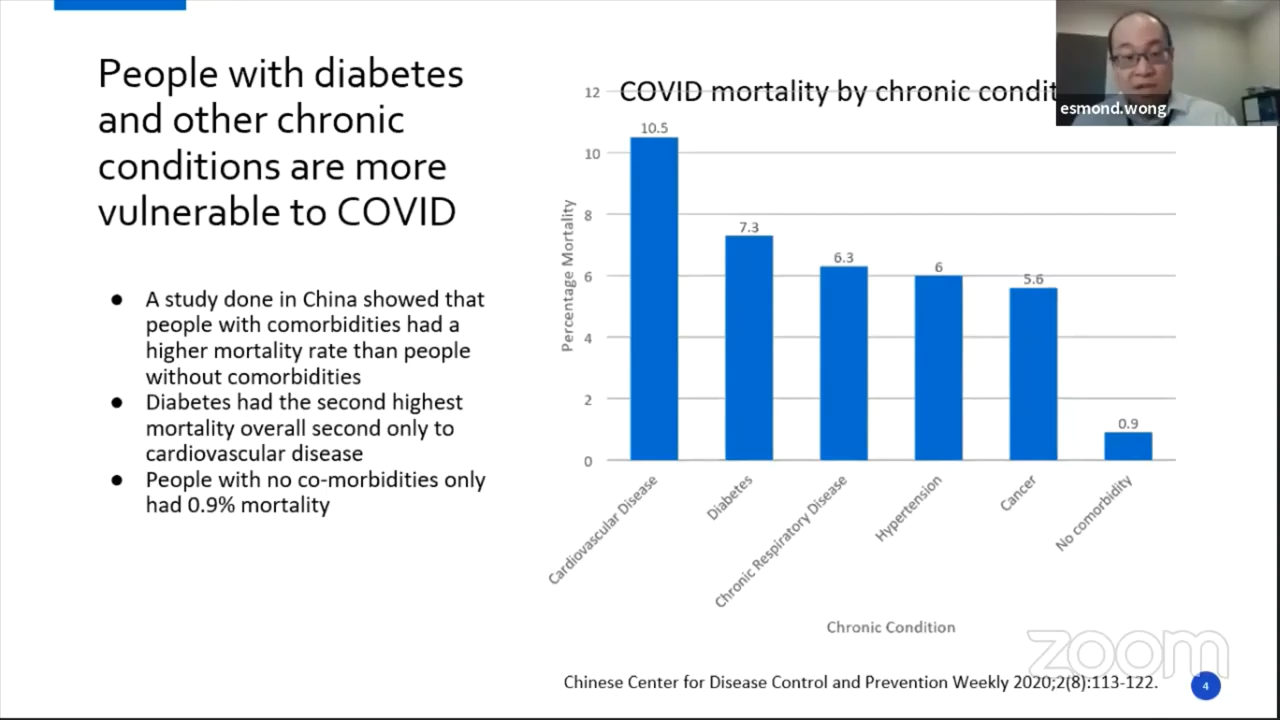 People with diabetes
and other chronic
conditions are more
vulnerable to COVID
● A study done in China showed that
people with comorbidities had a
higher mortality rate than people
without comorbidities
● Diabetes had the second highest
mortality overall second only to
cardiovascular disease
● People with no co-morbidities only
had 0.9% mortality
COVID mortality by chronic condit
esmond.wong
Percentage Mortality
12
10
8
6
4
2
0
10.5
7.3
6.3
6
5.6
0.9
Cardiovascular Disease
Diabetes
Chronic Respiratory Disease
Hypertension
Cancer
No comorbidity
Chronic Condition
zoom
Chinese Center for Disease Control and Prevention Weekly 2020;2(8):113-122.
4